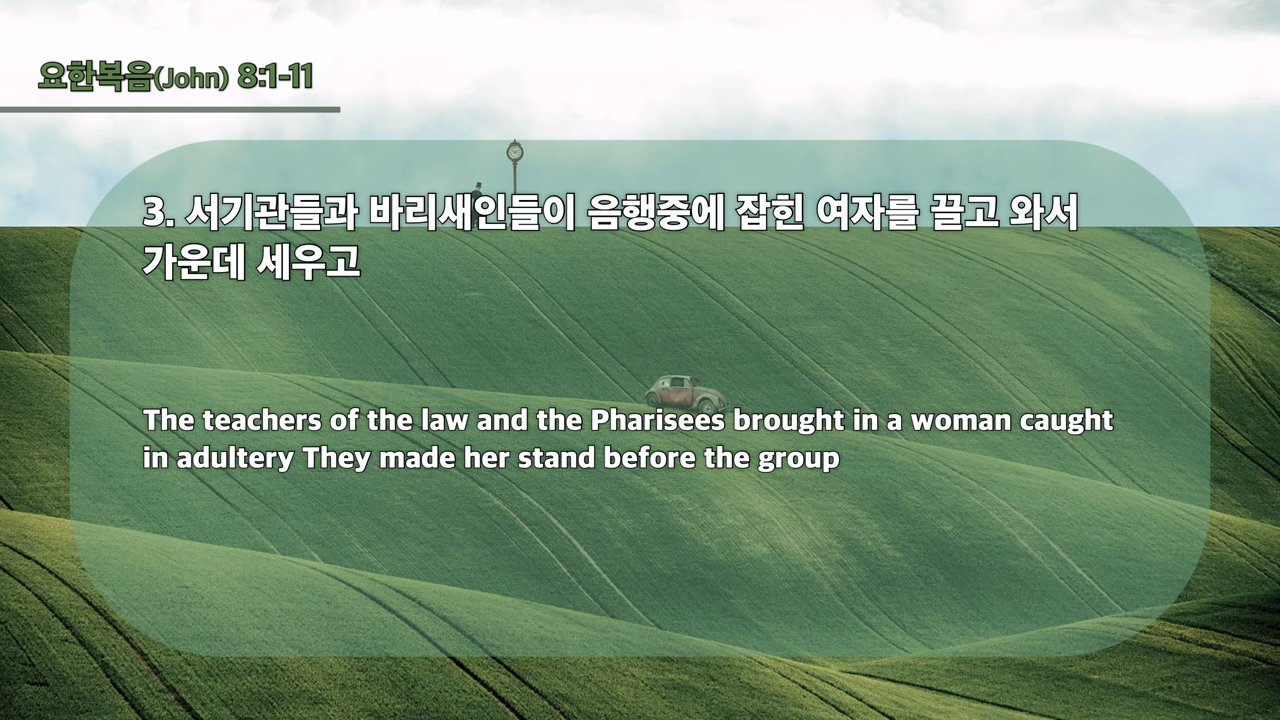 요한복음(John) 8:1-11
3. 서기관들과 바리새인들이 음행중에 잡힌 여자를 끌고 와서
가운데 세우고
The teachers of the law and the Pharisees brought in a woman caught
in adultery They made her stand before the group